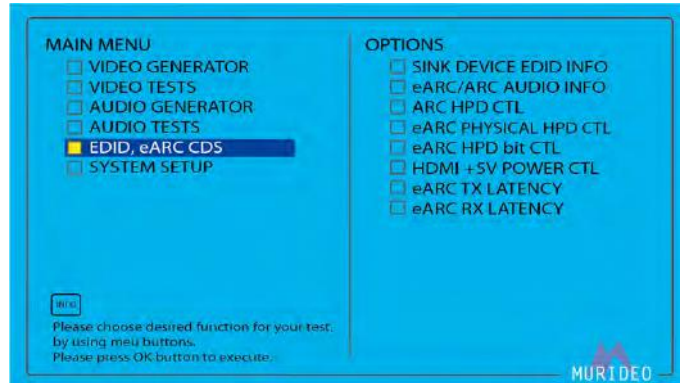 MAIN MENU
VIDEO GENERATOR
VIDEO TESTS
AUDIO GENERATOR
AUDIO TESTS
EDID, eARC CDS
SYSTEM SETUP
OPTIONS
SINK DEVICE EDID INFO
eARC/ARC AUDIO INFO
ARC HPD CTL
eARC PHYSICAL HPD CTL
eARC HPD bit CTL
HDMI +5V POWER CTL
eARC TX LATENCY
eARC RX LATENCY
INFO
Please choose desired function for your test.
by using meu buttons.
Please press OK button to execute.
MURIDEO